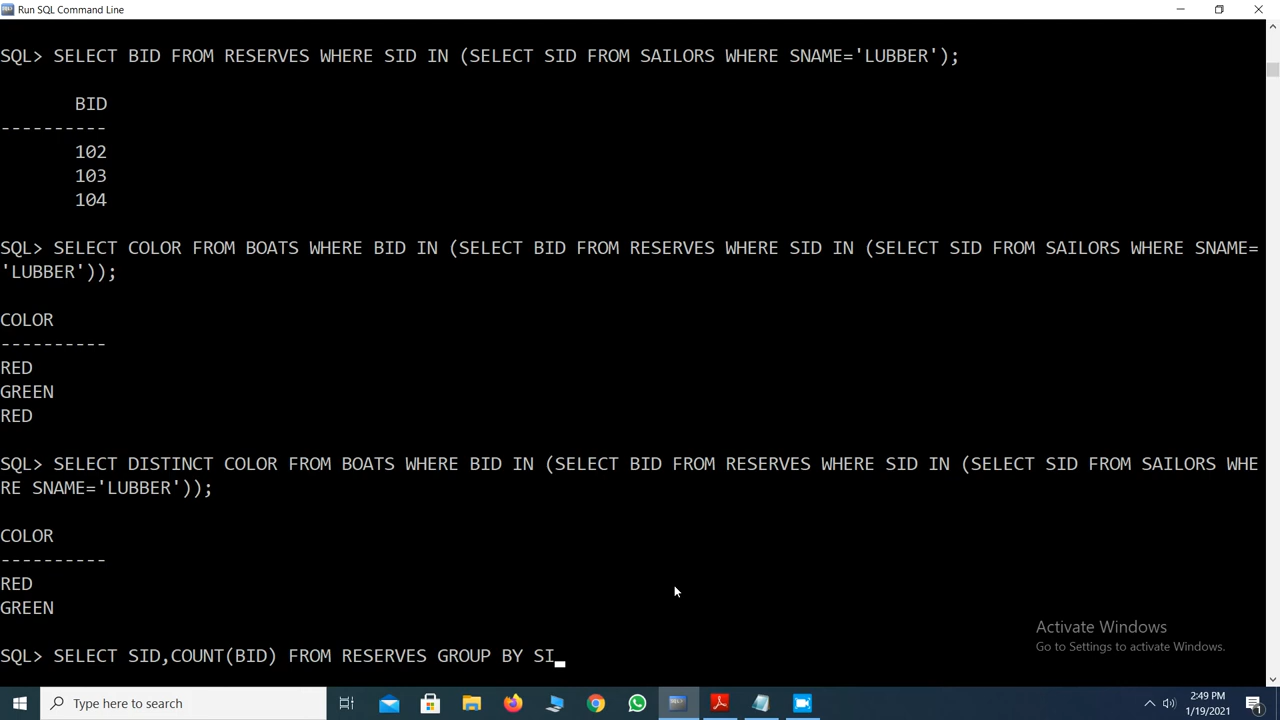 Run SQL Command Line
SQL> SELECT BID FROM RESERVES WHERE SID IN (SELECT SID FROM SAILORS WHERE SNAME='LUBBER');
BID
----------
102
103
104
SQL> SELECT COLOR FROM BOATS WHERE BID IN (SELECT BID FROM RESERVES WHERE SID IN (SELECT SID FROM SAILORS WHERE SNAME=
'LUBBER'));
COLOR
----------
RED
GREEN
RED
SQL> SELECT DISTINCT COLOR FROM BOATS WHERE BID IN (SELECT BID FROM RESERVES WHERE SID IN (SELECT SID FROM SAILORS WHE
RE SNAME='LUBBER'));
COLOR
----------
RED
GREEN
SQL> SELECT SID,COUNT(BID) FROM RESERVES GROUP BY SI_
Activate Windows
Go to Settings to activate Windows.
Type here to search
2:49 PM
1/19/2021
1